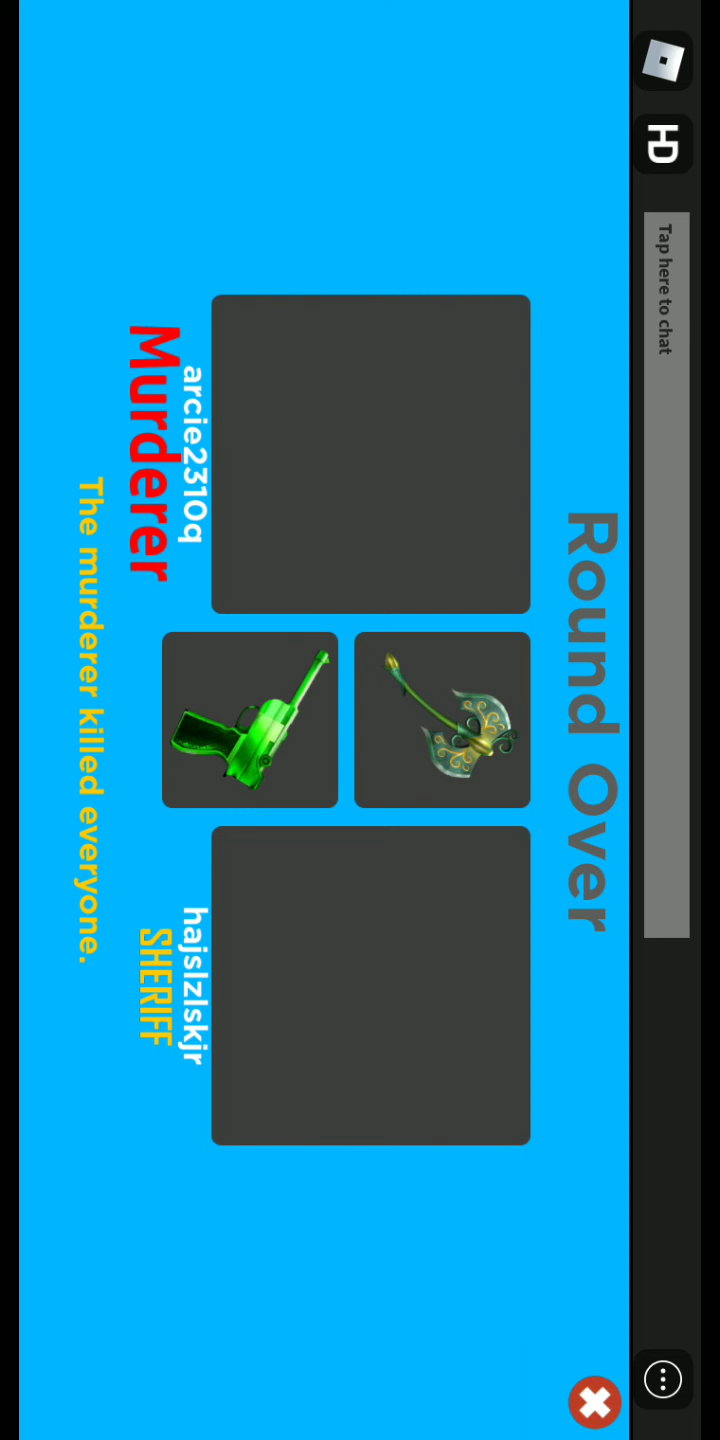 HD
Tap here to chat
Round Over
arcie2310q
Murderer
hajslzlskjr
SHERIFF
The murderer killed everyone.